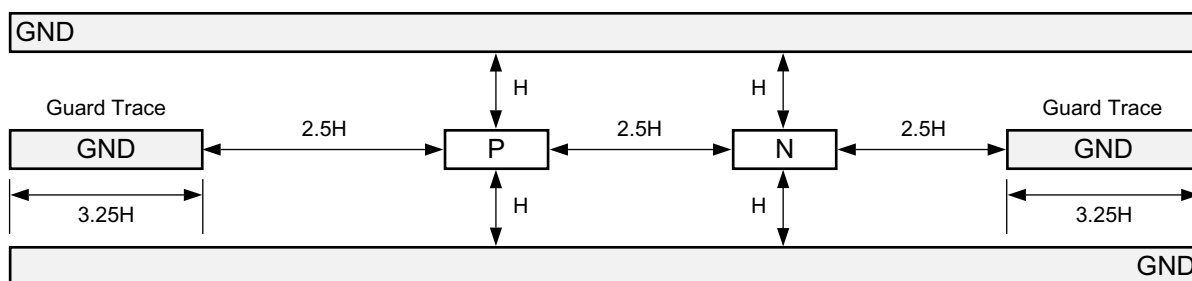 GND
H H
Guard Trace Guard Trace
2.5H 2.5H 2.5H
GND P N GND
H H
3.25H 3.25H
GND